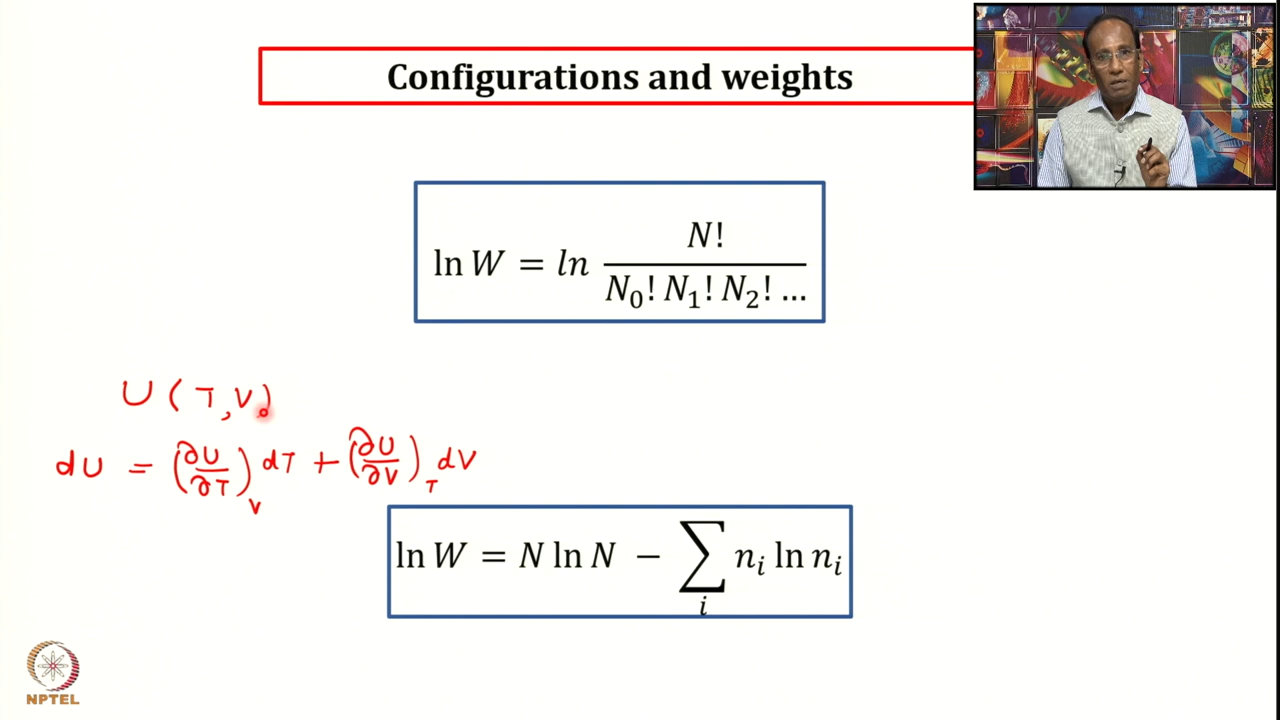 Configurations and weights
ln W = ln N! / N₀! N₁! N₂! ...
U (T,V)
dU = (∂U/∂T)_V dT + (∂U/∂V)_T dV
ln W = N ln N − ∑_i n_i ln n_i
NPTEL